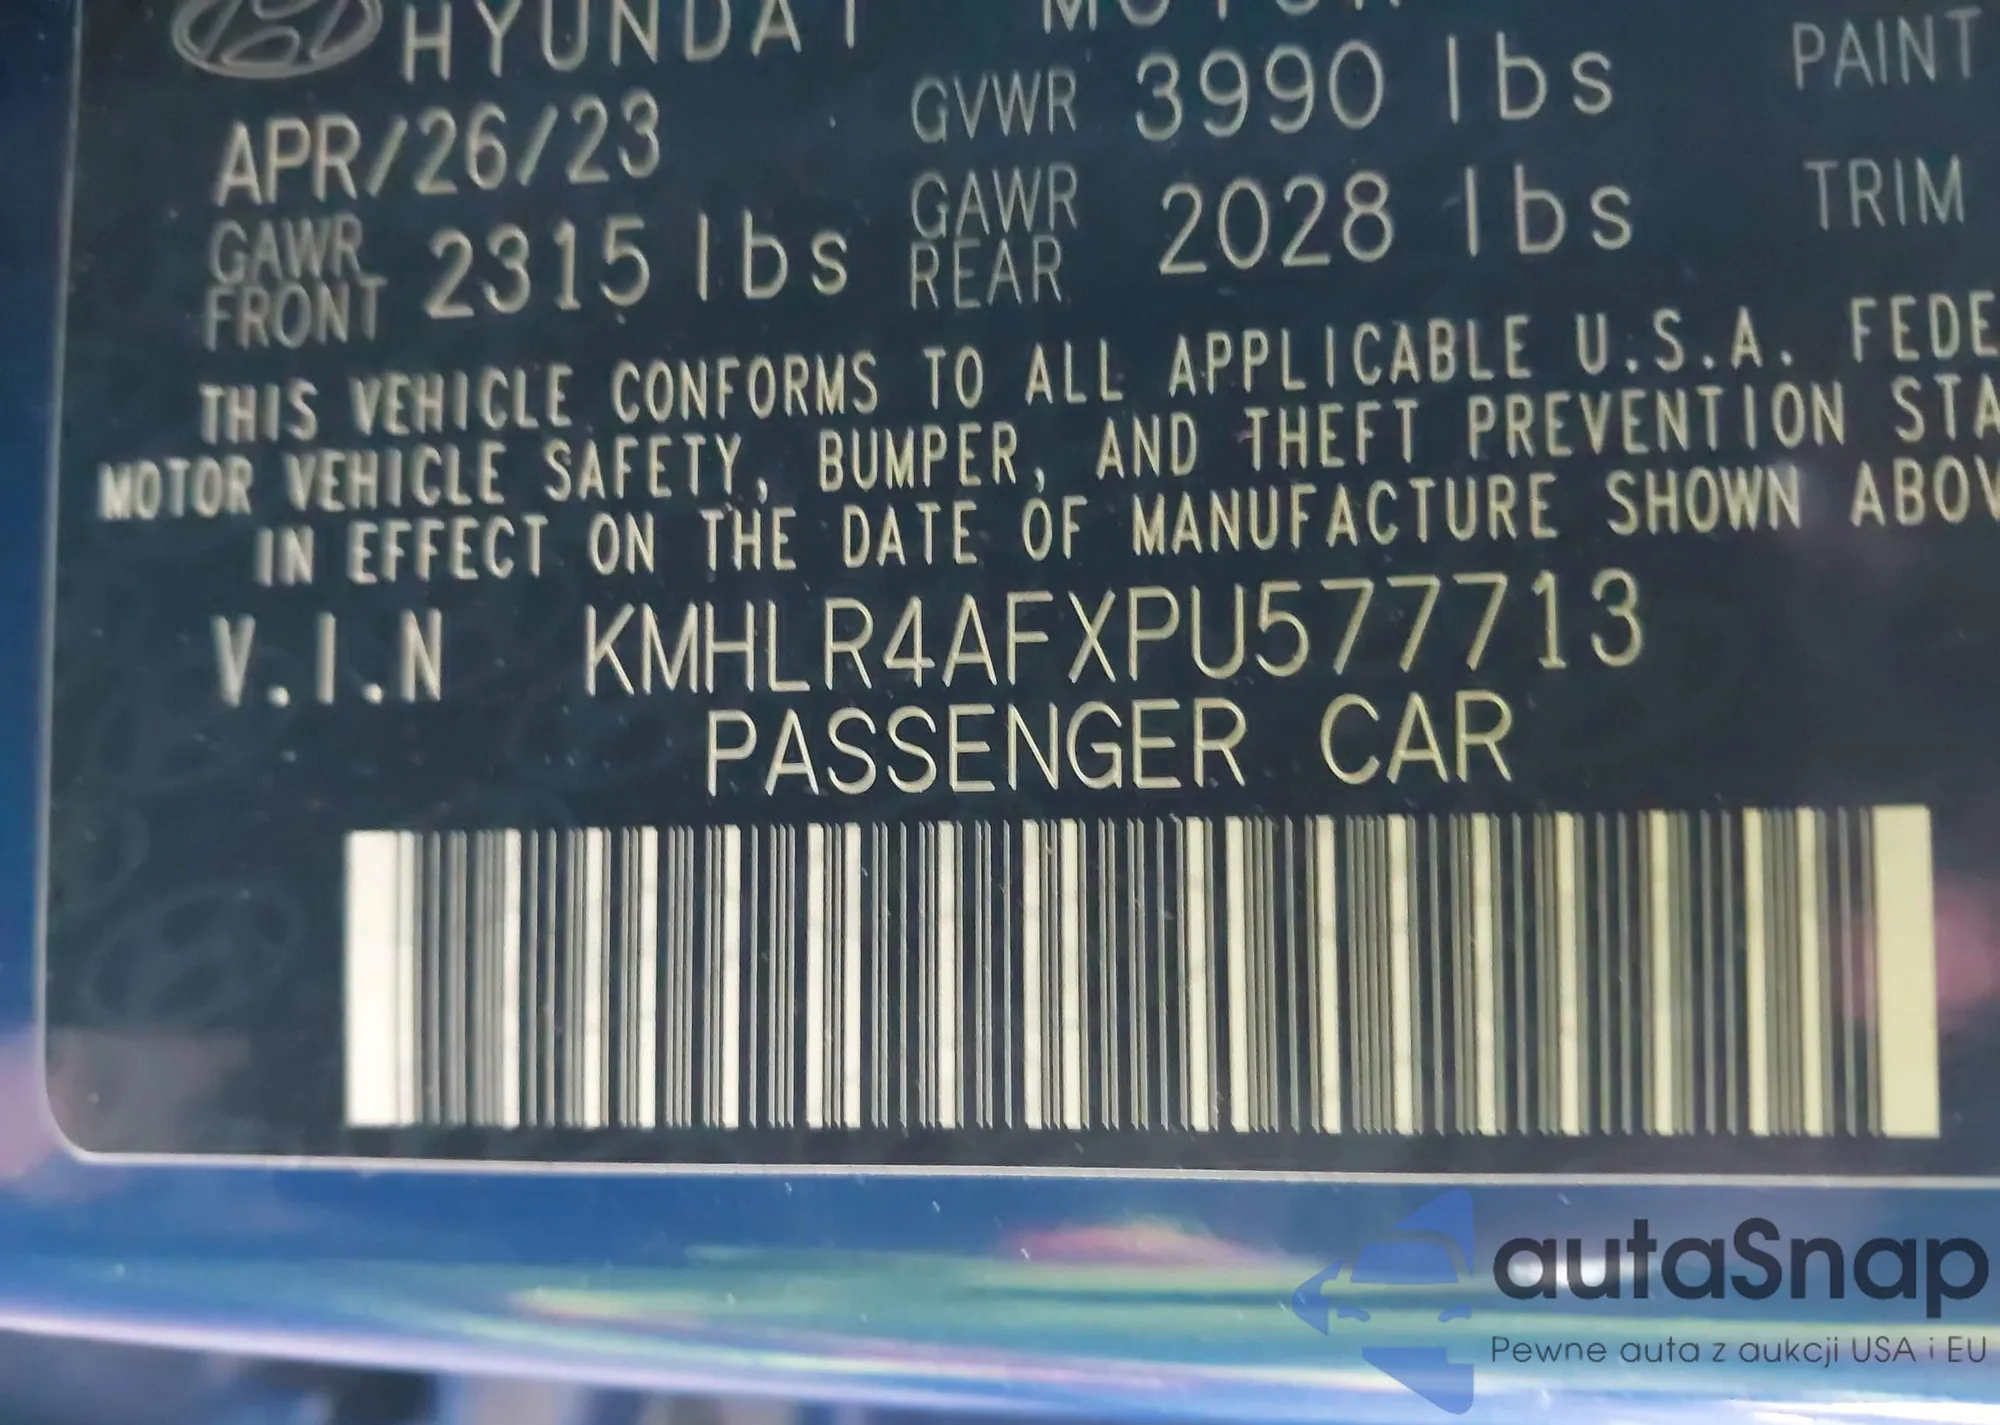 HYUNDAI MOTOR
APR/26/23 GVWR 3990 lbs PAINT
GAWR FRONT 2315 lbs GAWR REAR 2028 lbs TRIM
THIS VEHICLE CONFORMS TO ALL APPLICABLE U.S.A. FEDE
MOTOR VEHICLE SAFETY, BUMPER, AND THEFT PREVENTION STA
IN EFFECT ON THE DATE OF MANUFACTURE SHOWN ABOV
V.I.N KMHLR4AFXPU577713
PASSENGER CAR
autaSnap
Pewne auta z aukcji USA i EU